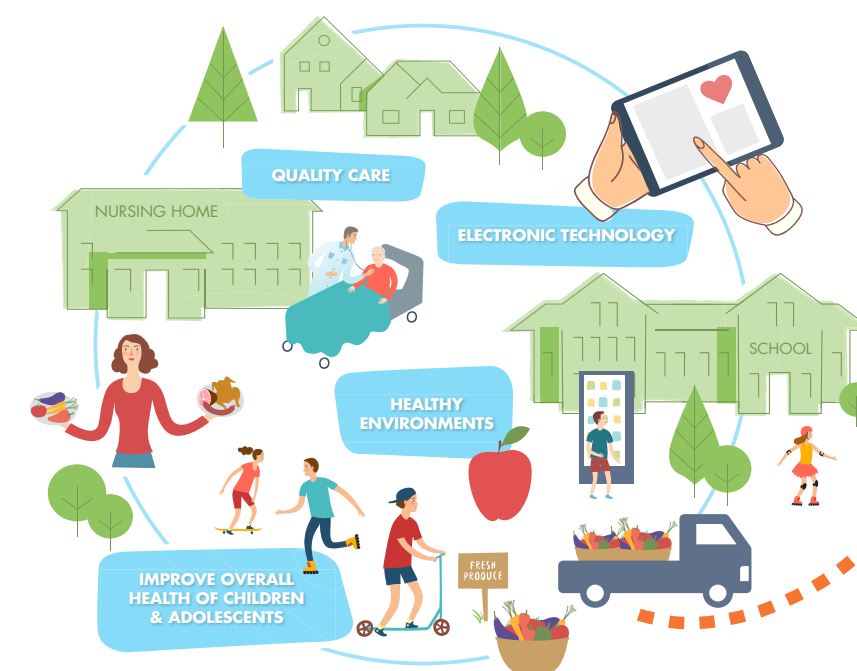 QUALITY CARE
NURSING HOME
ELECTRONIC TECHNOLOGY
SCHOOL
HEALTHY
ENVIRONMENTS
FRESH
PRODUCE
IMPROVE OVERALL
HEALTH OF CHILDREN
& ADOLESCENTS